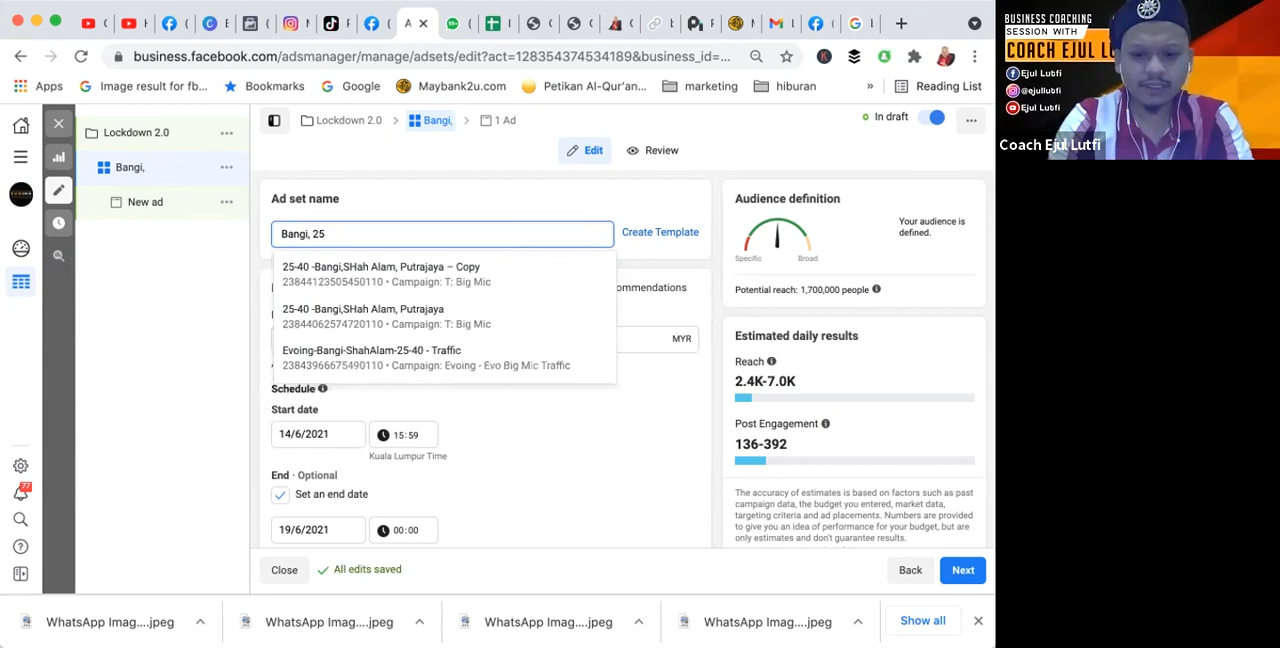 business.facebook.com/adsmanager/manage/adsets/edit?act=128354374534189&business_id=...
Apps
Image result for fb...
Bookmarks
Google
Maybank2u.com
Petikan Al-Qur'an...
marketing
hiburan
»
Reading List
Lockdown 2.0
Bangi,
New ad
Lockdown 2.0
Bangi,
1 Ad
In draft
Edit
Review
Ad set name
Bangi, 25
Create Template
25-40 -Bangi,SHah Alam, Putrajaya – Copy
23844123505450110 • Campaign: T: Big Mic
25-40 -Bangi,SHah Alam, Putrajaya
23844062574720110 • Campaign: T: Big Mic
Evoing-Bangi-ShahAlam-25-40 - Traffic
23843966675490110 • Campaign: Evoing - Evo Big Mic Traffic
MYR
Schedule
Start date
14/6/2021
15:59
Kuala Lumpur Time
End · Optional
Set an end date
19/6/2021
00:00
Close
All edits saved
Back
Next
Audience definition
Specific
Broad
Your audience is
defined.
Potential reach: 1,700,000 people
Estimated daily results
Reach
2.4K-7.0K
Post Engagement
136-392
The accuracy of estimates is based on factors such as past
campaign data, the budget you entered, market data,
targeting criteria and ad placements. Numbers are provided
to give you an idea of performance for your budget, but are
only estimates and don't guarantee results.
77
WhatsApp Imag....jpeg
WhatsApp Imag....jpeg
WhatsApp Imag....jpeg
WhatsApp Imag....jpeg
Show all
BUSINESS COACHING
SESSION WITH
COACH EJUL LU
Ejul Lutfi
@ejullutfi
Ejul Lutfi
Coach Ejul Lutfi